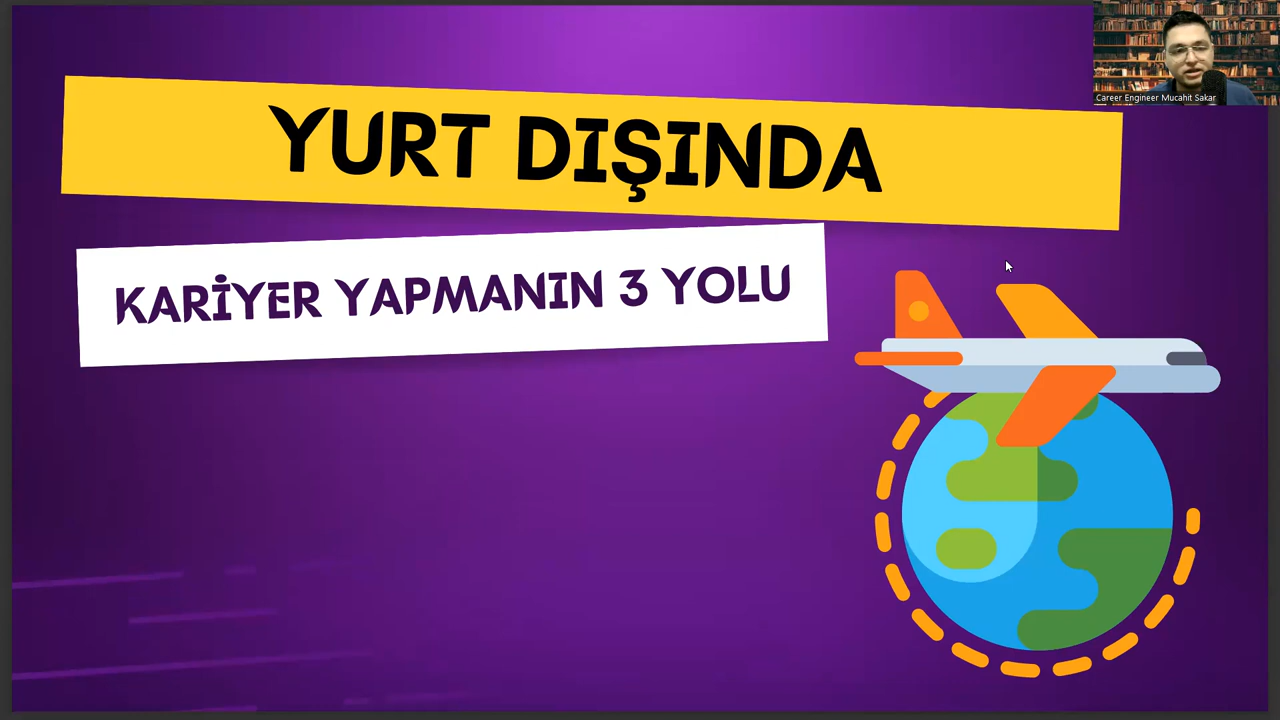 Career Engineer Mucahit Sakar
YURT DIŞINDA
KARİYER YAPMANIN 3 YOLU